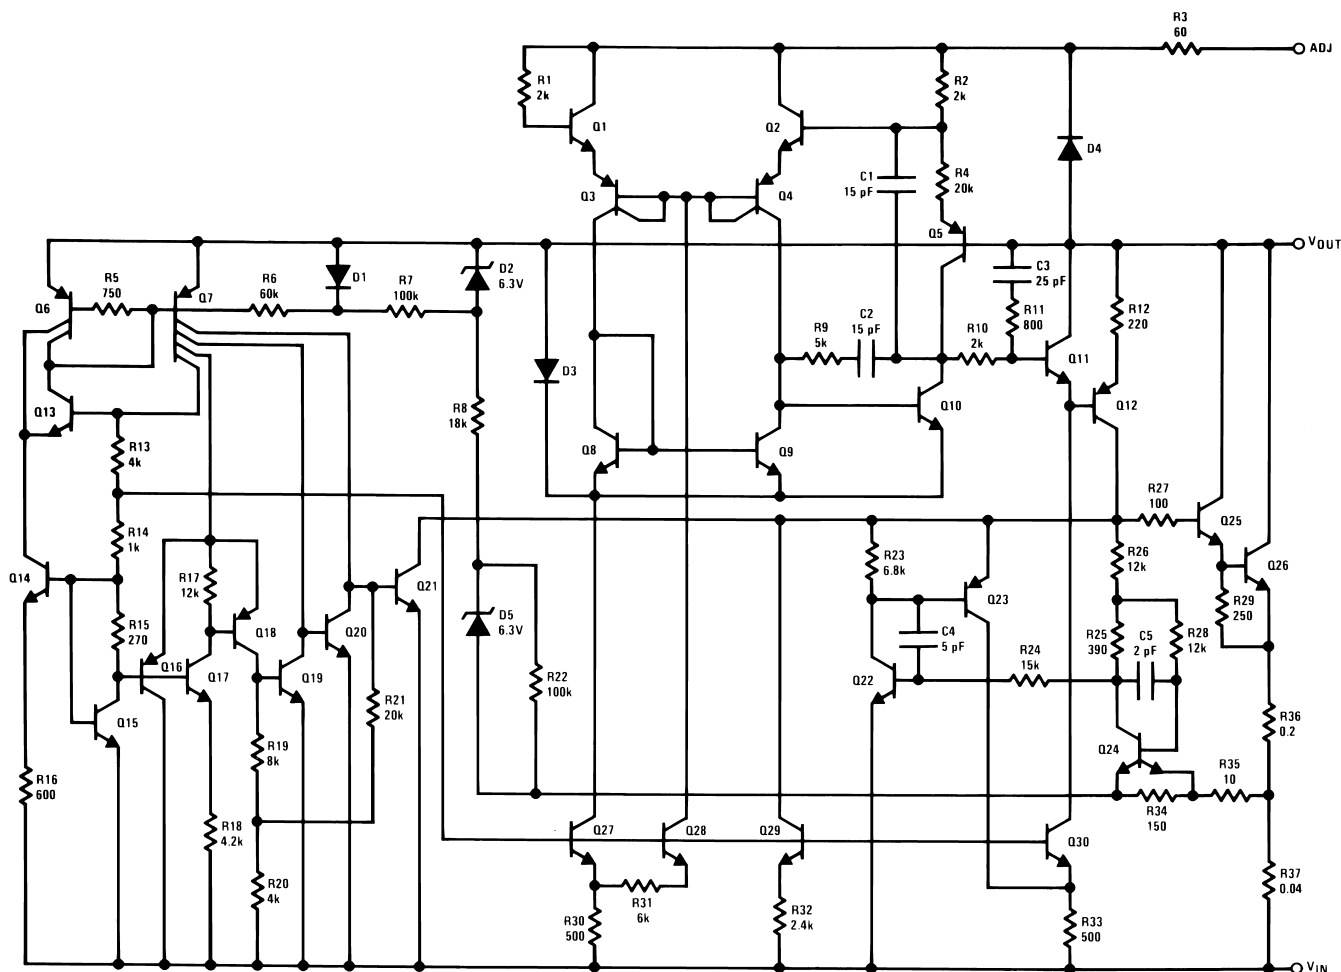 R3
60
ADJ
R1
2k
R2
2k
Q1
Q2
D4
C1
15 pF
R4
20k
Q3
Q4
Q5
VOUT
D2
6.3V
C3
25 pF
R5
750
R6
60k
D1
R7
100k
Q6
Q7
R11
800
R12
220
R9
5k
C2
15 pF
R10
2k
Q11
D3
Q13
R8
18k
Q10
Q12
R13
4k
Q8
Q9
R27
100
Q25
R14
1k
R23
6.8k
R26
12k
Q26
Q14
R17
12k
Q21
Q23
R29
250
R15
270
Q18
Q20
D5
6.3V
C4
5 pF
R25
390
C5
2 pF
R28
12k
Q16
Q17
Q19
R22
100k
Q22
R24
15k
R21
20k
Q15
R36
0.2
R19
8k
Q24
R35
10
R16
600
R34
150
R18
4.2k
Q27
Q28
Q29
Q30
R37
0.04
R20
4k
R31
6k
R30
500
R32
2.4k
R33
500
VIN